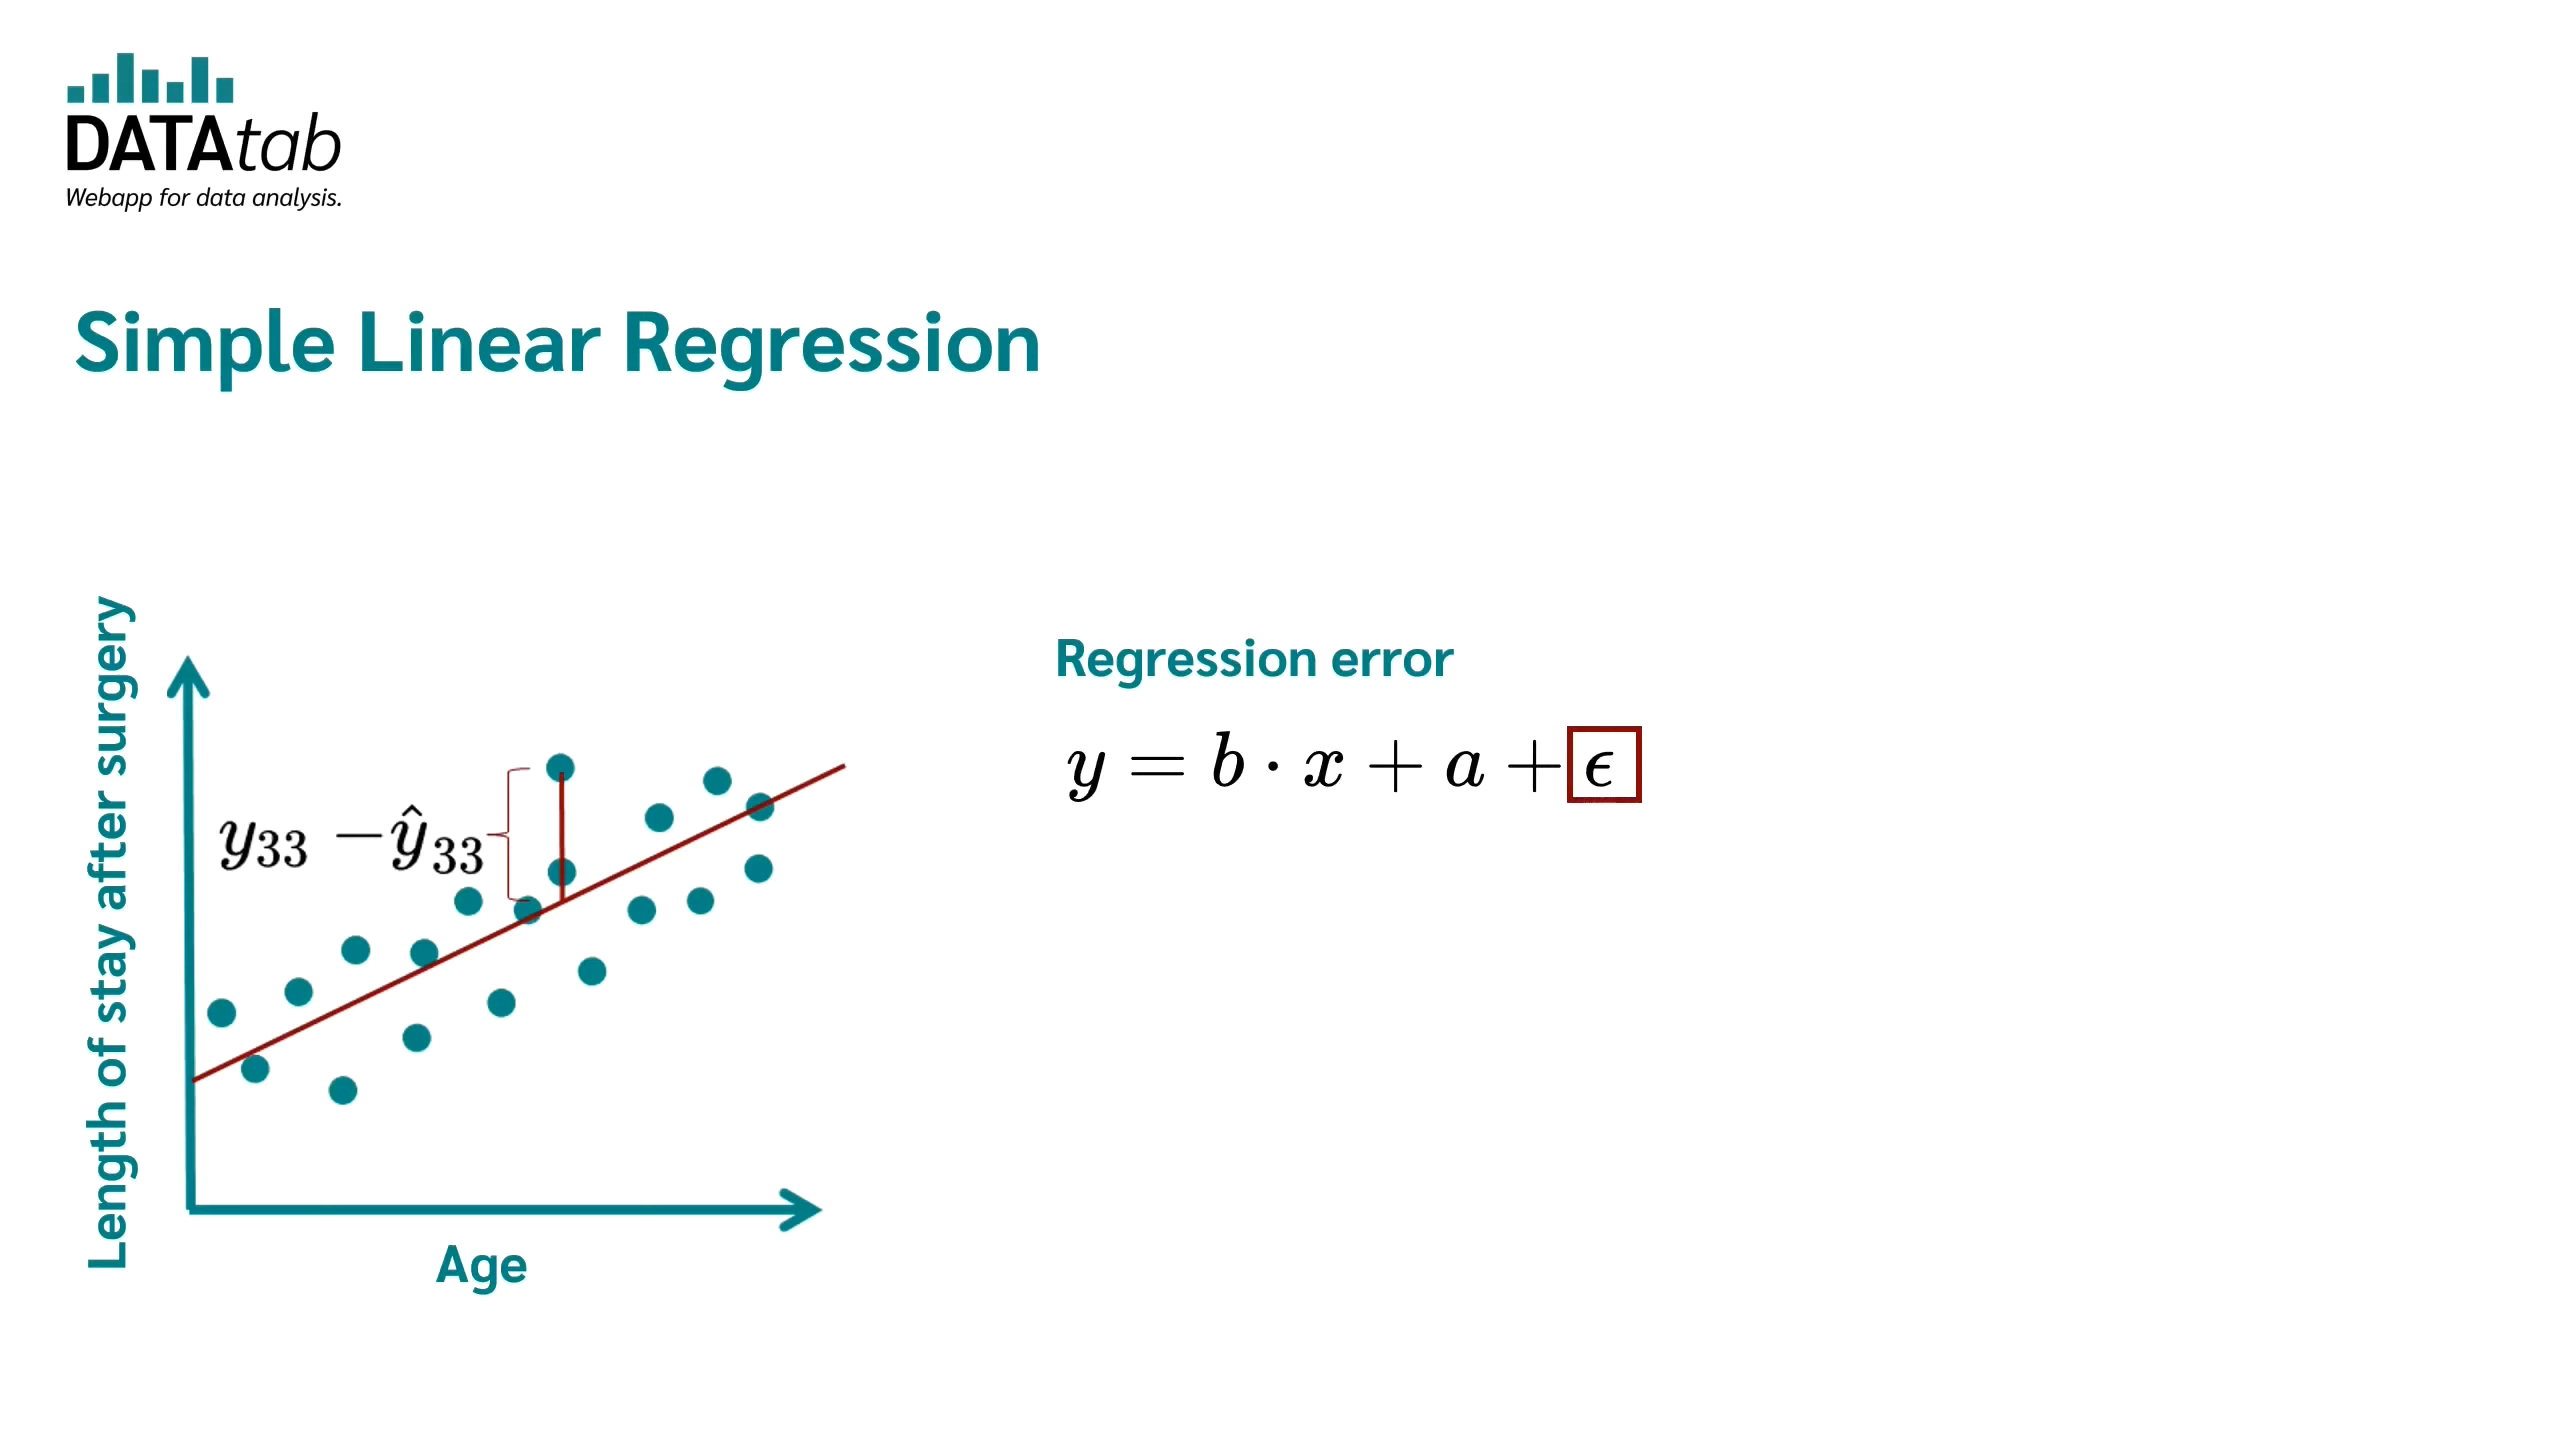 DATAtab
Webapp for data analysis.
Simple Linear Regression
Length of stay after surgery
y₃₃ − ŷ₃₃
Age
Regression error
y = b · x + a + ϵ